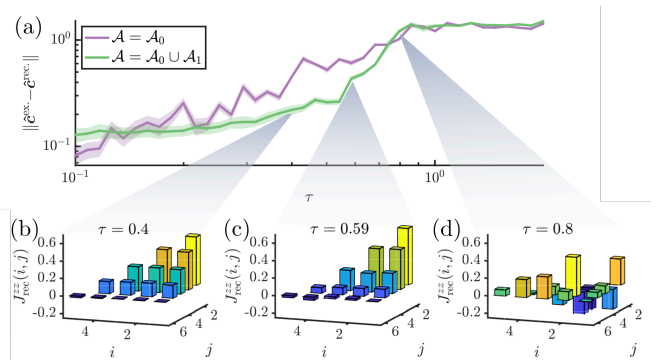 (a)
𝒜 = 𝒜₀
𝒜 = 𝒜₀ ∪ 𝒜₁
‖ĉ^ex. − ĉ^rec.‖
10⁰
10⁻¹
10⁻¹
10⁰
τ
(b)
τ = 0.4
J^zz_rec(i, j)
0.6
0.4
0.2
0
-0.2
4
2
i
6
4
2
j
(c)
τ = 0.59
J^zz_rec(i, j)
0.6
0.4
0.2
0
-0.2
4
2
i
6
4
2
j
(d)
τ = 0.8
J^zz_rec(i, j)
0.6
0.4
0.2
0
-0.2
4
2
i
6
4
2
j